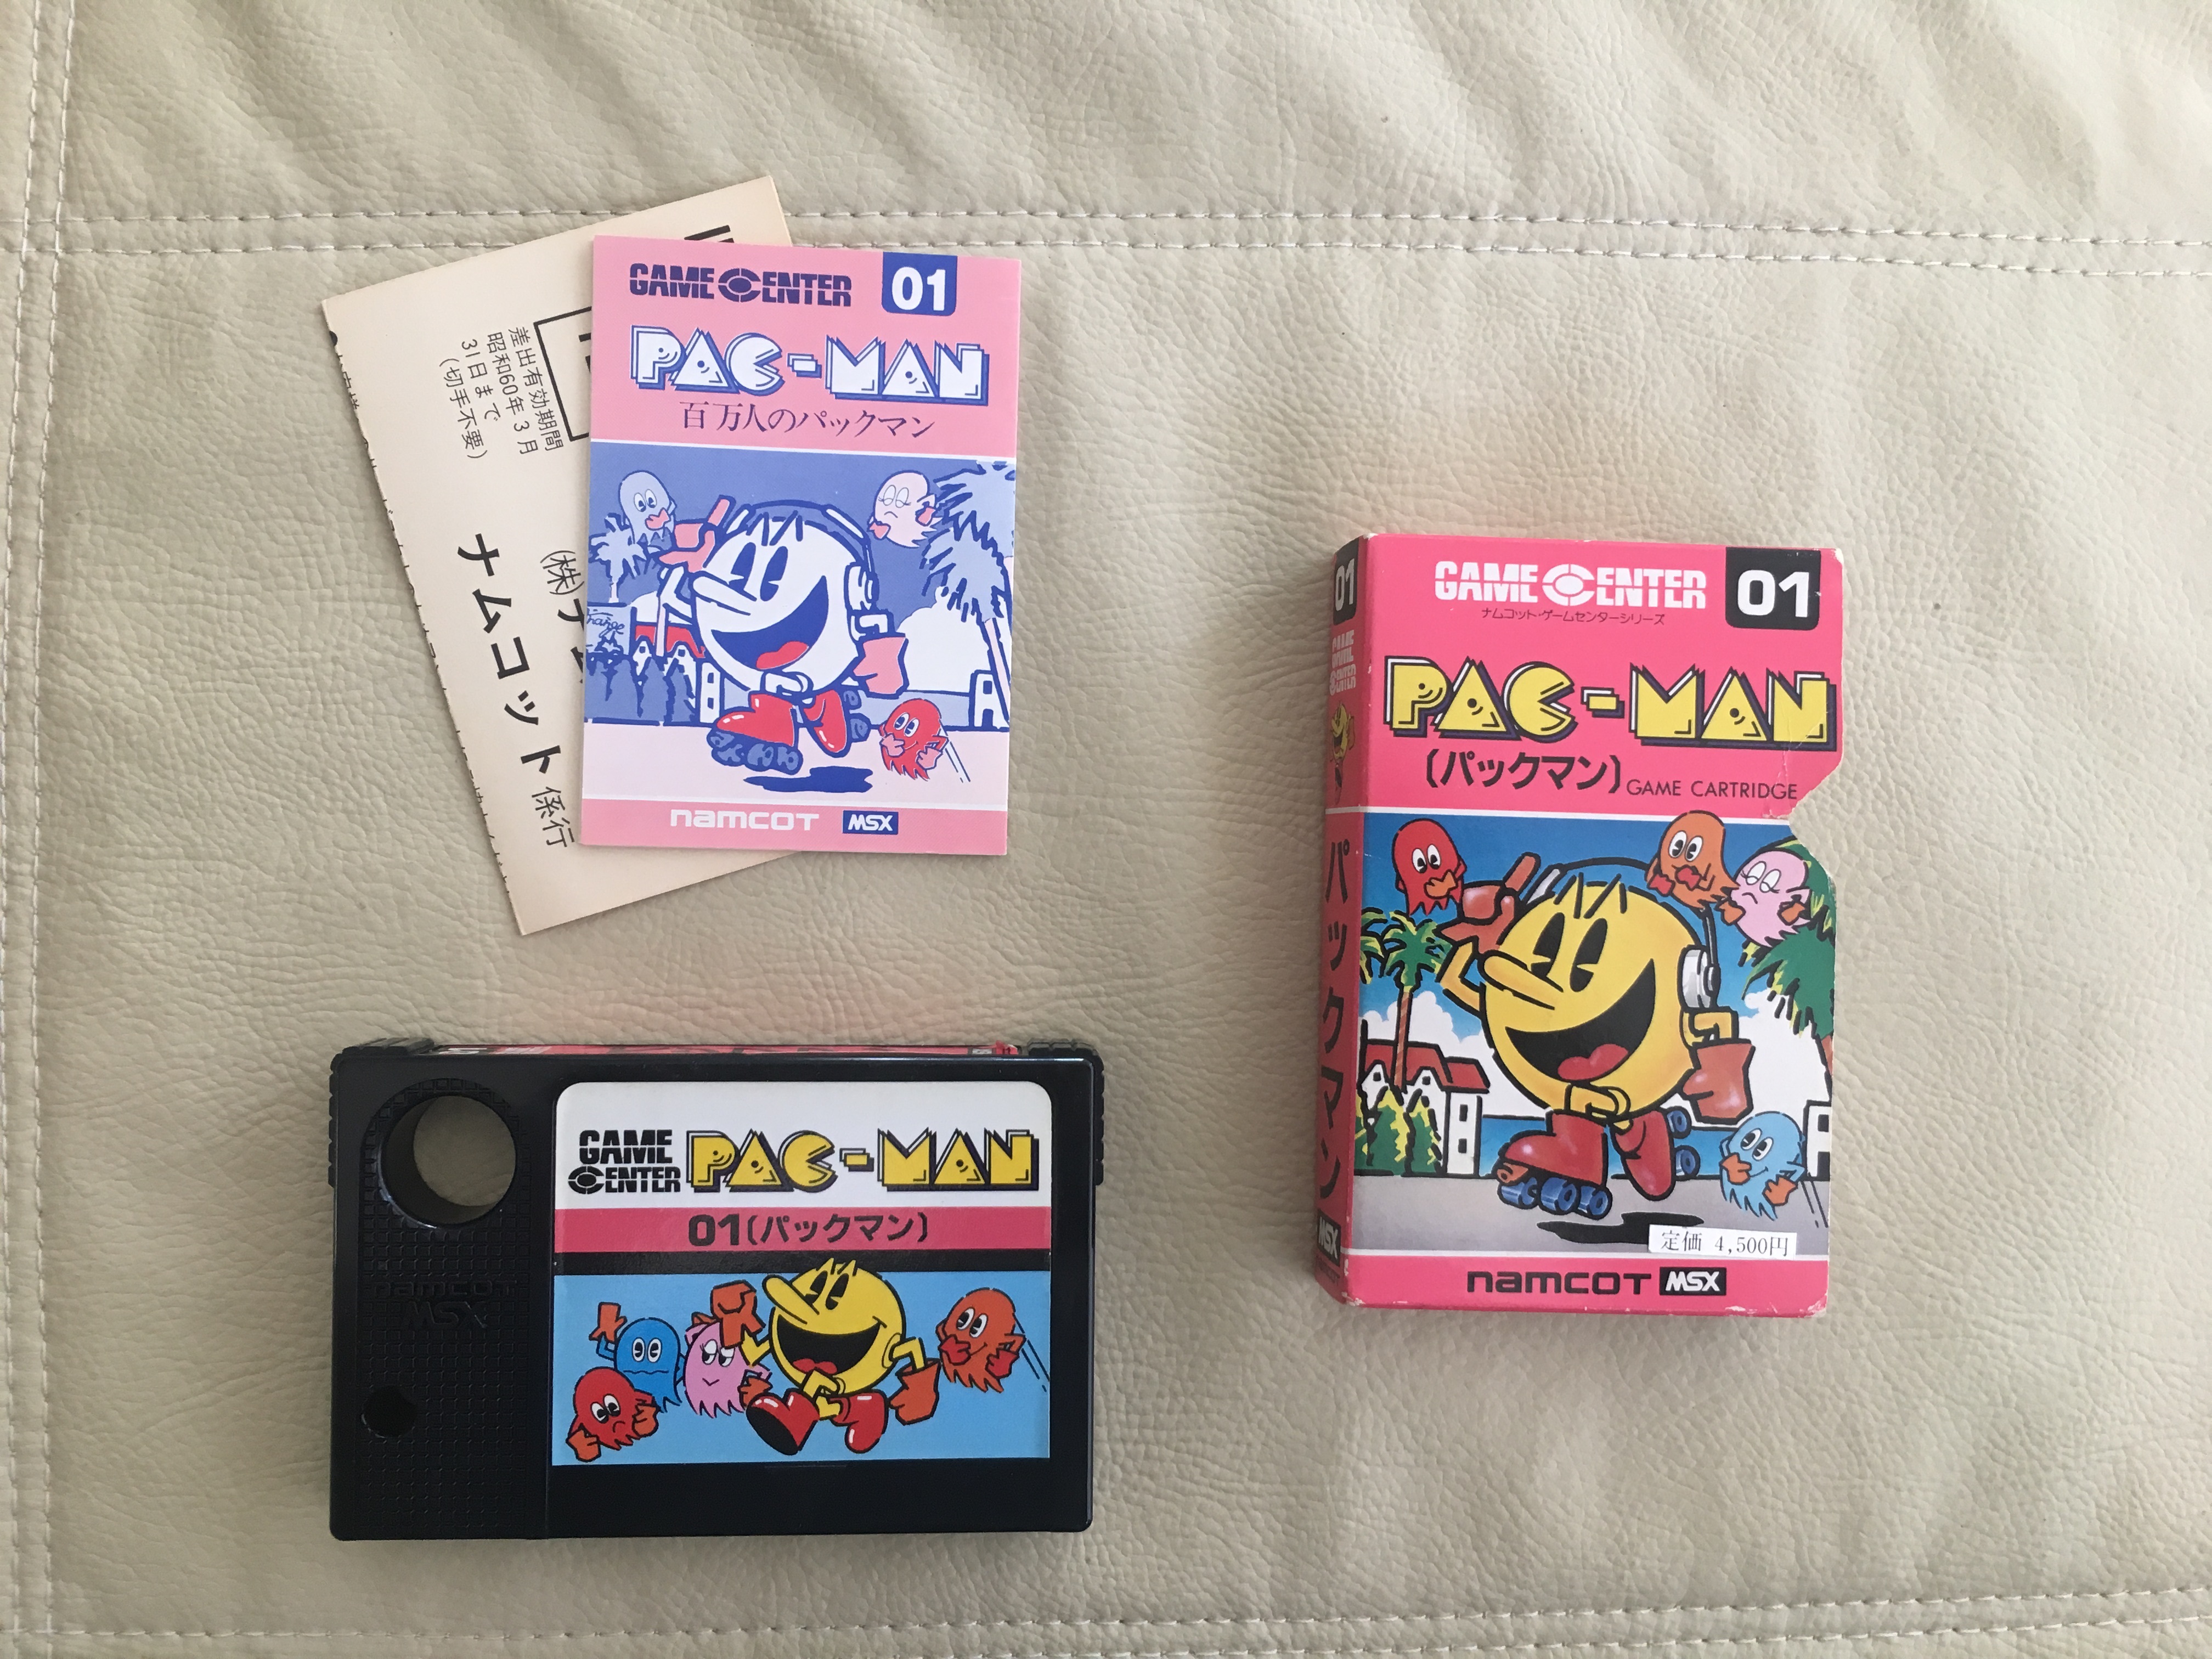 差出有効期間
昭和60年3月
31日まで
(切手不要)
ナムコット係行
GAME CENTER 01
PAC-MAN
百万人のパックマン
namcoT MSX
GAME
CENTER
PAC-MAN
01(パックマン)
namcoT
MSX
01
パックマン
MSX
GAME CENTER 01
ナムコット・ゲームセンターシリーズ
PAC-MAN
(パックマン) GAME CARTRIDGE
定価 4,500円
namcoT MSX